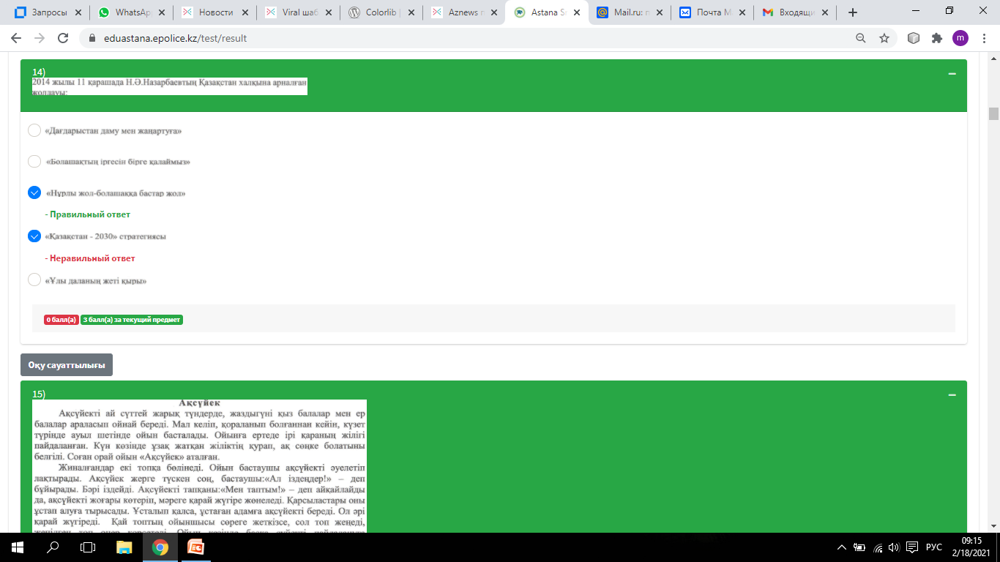 Запросы
WhatsAp
Новости
Viral шаб
Colorlib
Aznews п
Astana Sr
Mail.ru: п
Почта M
Входящи
eduastana.epolice.kz/test/result
m
14)
2014 жылы 11 қарашада Н.Ә.Назарбаевтың Қазақстан халқына арналған
жолдауы:
«Дағдарыстан даму мен жаңартуға»
«Болашақтың іргесін бірге қалаймыз»
«Нұрлы жол-болашаққа бастар жол»
- Правильный ответ
«Қазақстан - 2030» стратегиясы
- Неравильный ответ
«Ұлы даланың жеті қыры»
0 балл(а) 3 балл(а) за текущий предмет
Оқу сауаттылығы
15)
Ақсүйек
Ақсүйекті ай сүттей жарық түндерде, жаздыгүні қыз балалар мен ер
балалар араласып ойнай береді. Мал келіп, қораланып болғаннан кейін, күзет
түрінде ауыл шетінде ойын басталады. Ойынға ертеде ірі қараның жілігі
пайдаланған. Күн көзінде ұзақ жатқан жіліктің қурап, ақ сөңке болатыны
белгілі. Соған орай ойын «Ақсүйек» аталған.
Жиналғандар екі топқа бөлінеді. Ойын бастаушы ақсүйекті әуелетіп
лақтырады. Ақсүйек жерге түскен соң, бастаушы:«Ал іздеңдер!» – деп
бұйырады. Бәрі іздейді. Ақсүйекті тапқаны:«Мен таптым!» – деп айқайлайды
да, ақсүйекті жоғары көтеріп, мәреге қарай жүгіре жөнеледі. Қарсыластары оны
ұстап алуға тырысады. Ұсталып қалса, ұстаған адамға ақсүйекті береді. Ол әрі
қарай жүгіреді. Қай топтың ойыншысы сөреге жеткізсе, сол топ жеңеді,
РУС
09:15
2/18/2021